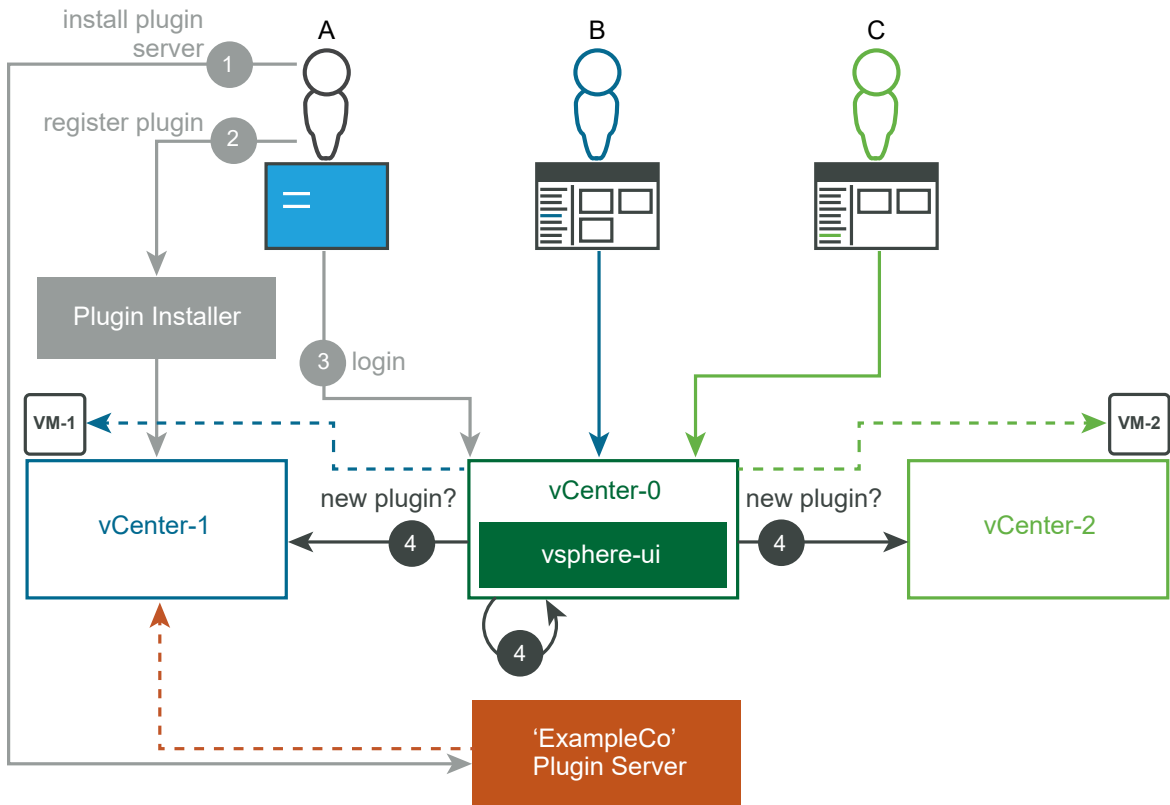 install plugin
server
A
B
C
1
register plugin
2
Plugin Installer
3
login
VM-1
VM-2
vCenter-1
new plugin?
4
vCenter-0
vsphere-ui
new plugin?
4
vCenter-2
4
‘ExampleCo’
Plugin Server